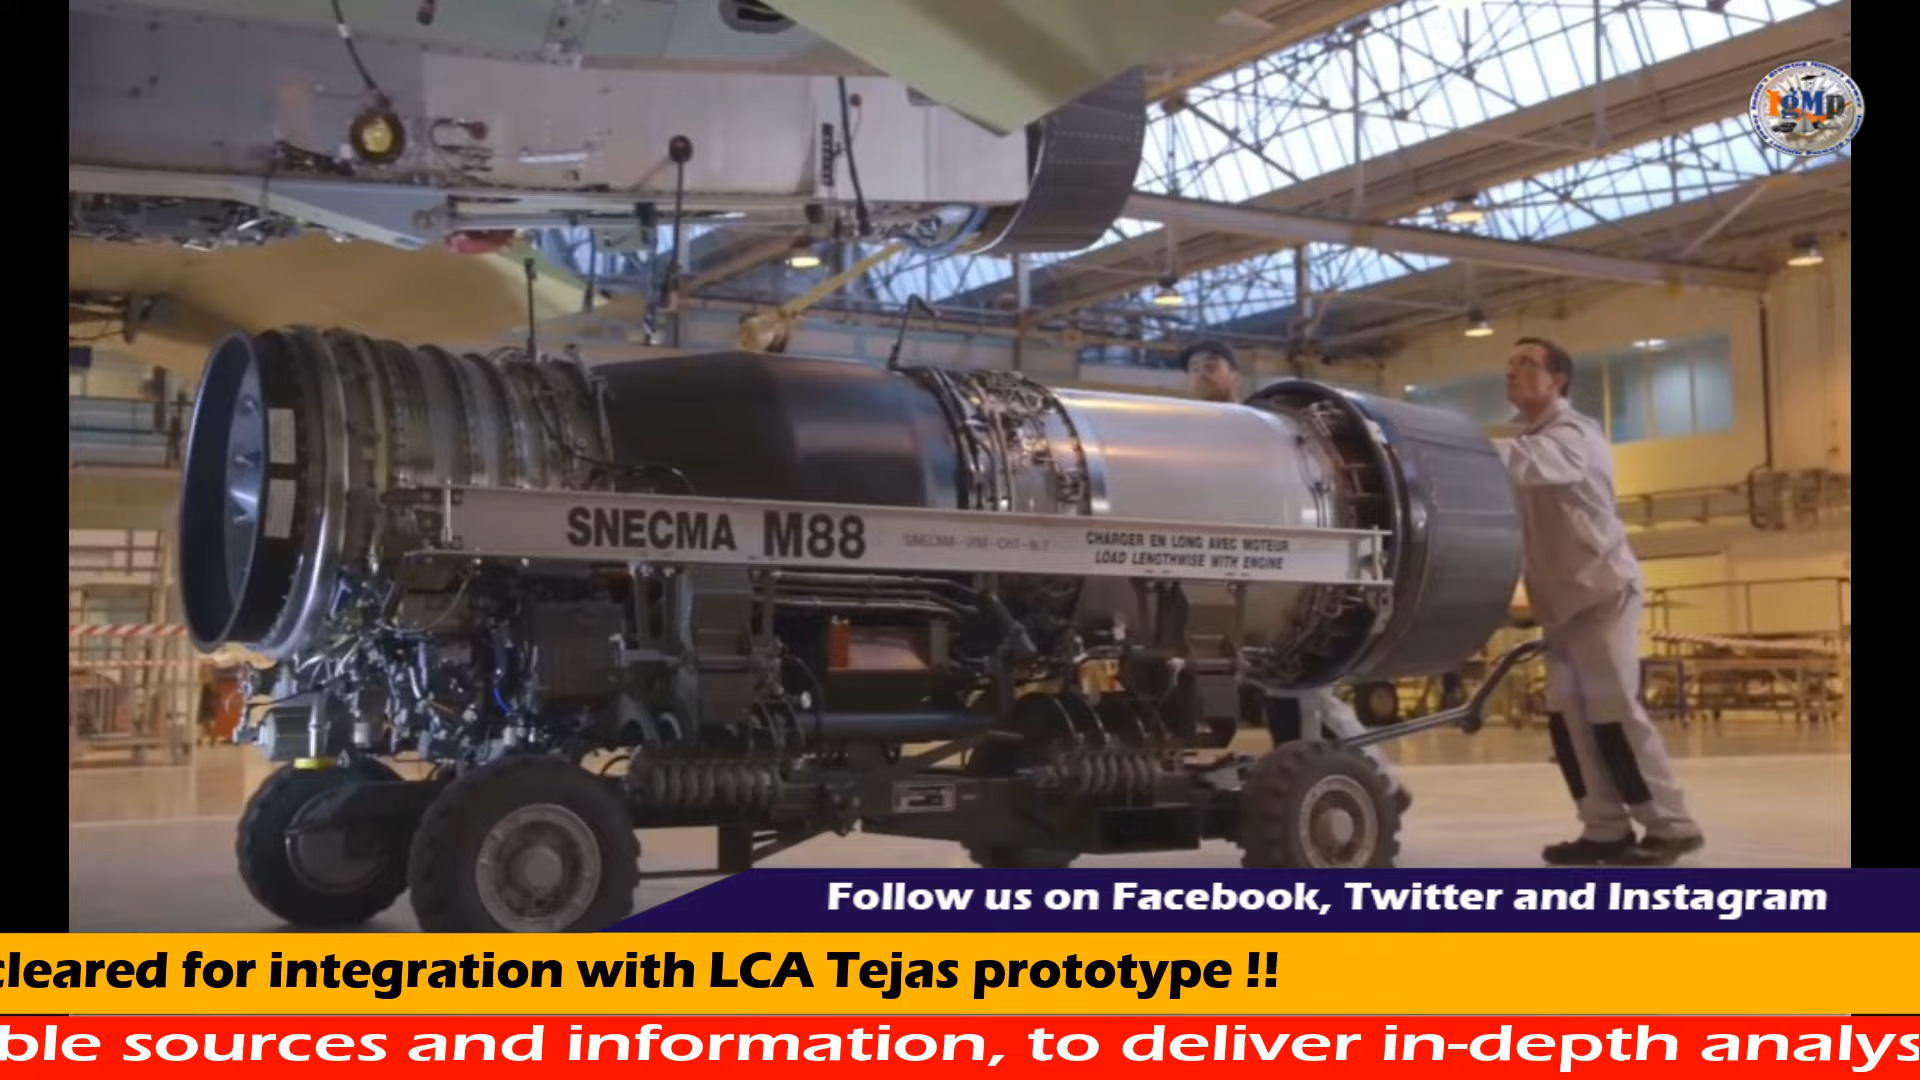 IgMp
SNECMA M88
CHARGER EN LONG AVEC MOTEUR
LOAD LENGTHWISE WITH ENGINE
Follow us on Facebook, Twitter and Instagram
cleared for integration with LCA Tejas prototype !!
ble sources and information, to deliver in-depth analys